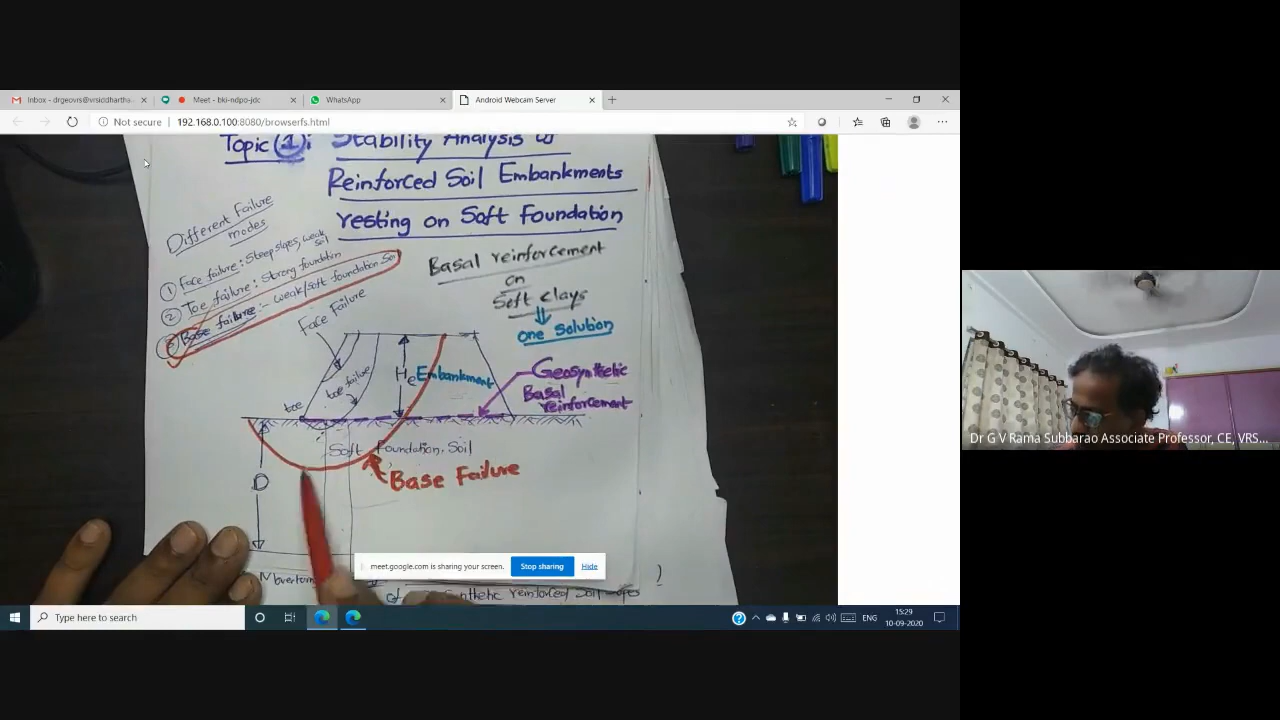 Inbox - drgeovrs@vrsiddhartha...
Meet - bki-ndpo-jdc
WhatsApp
Android Webcam Server
Not secure
192.168.0.100:8080/browserfs.html
Topic 1: Stability Analysis of
Reinforced Soil Embankments
resting on Soft Foundation
Different Failure
modes
1 Face failure: Steep slopes, weak
soil
2 Toe failure: Strong foundation
3 Base failure :- weak/soft foundation Soil
Basal reinforcement
on
Soft clays
one solution
Face Failure
toe failure
toe
He Embankment
Geosynthetic
Basal
reinforcement
Soft Foundation Soil
D
Base Failure
meet.google.com is sharing your screen.
Stop sharing
Hide
reinforced soil slopes
Dr G V Rama Subbarao Associate Professor, CE, VRS...
Type here to search
ENG
15:29
10-09-2020